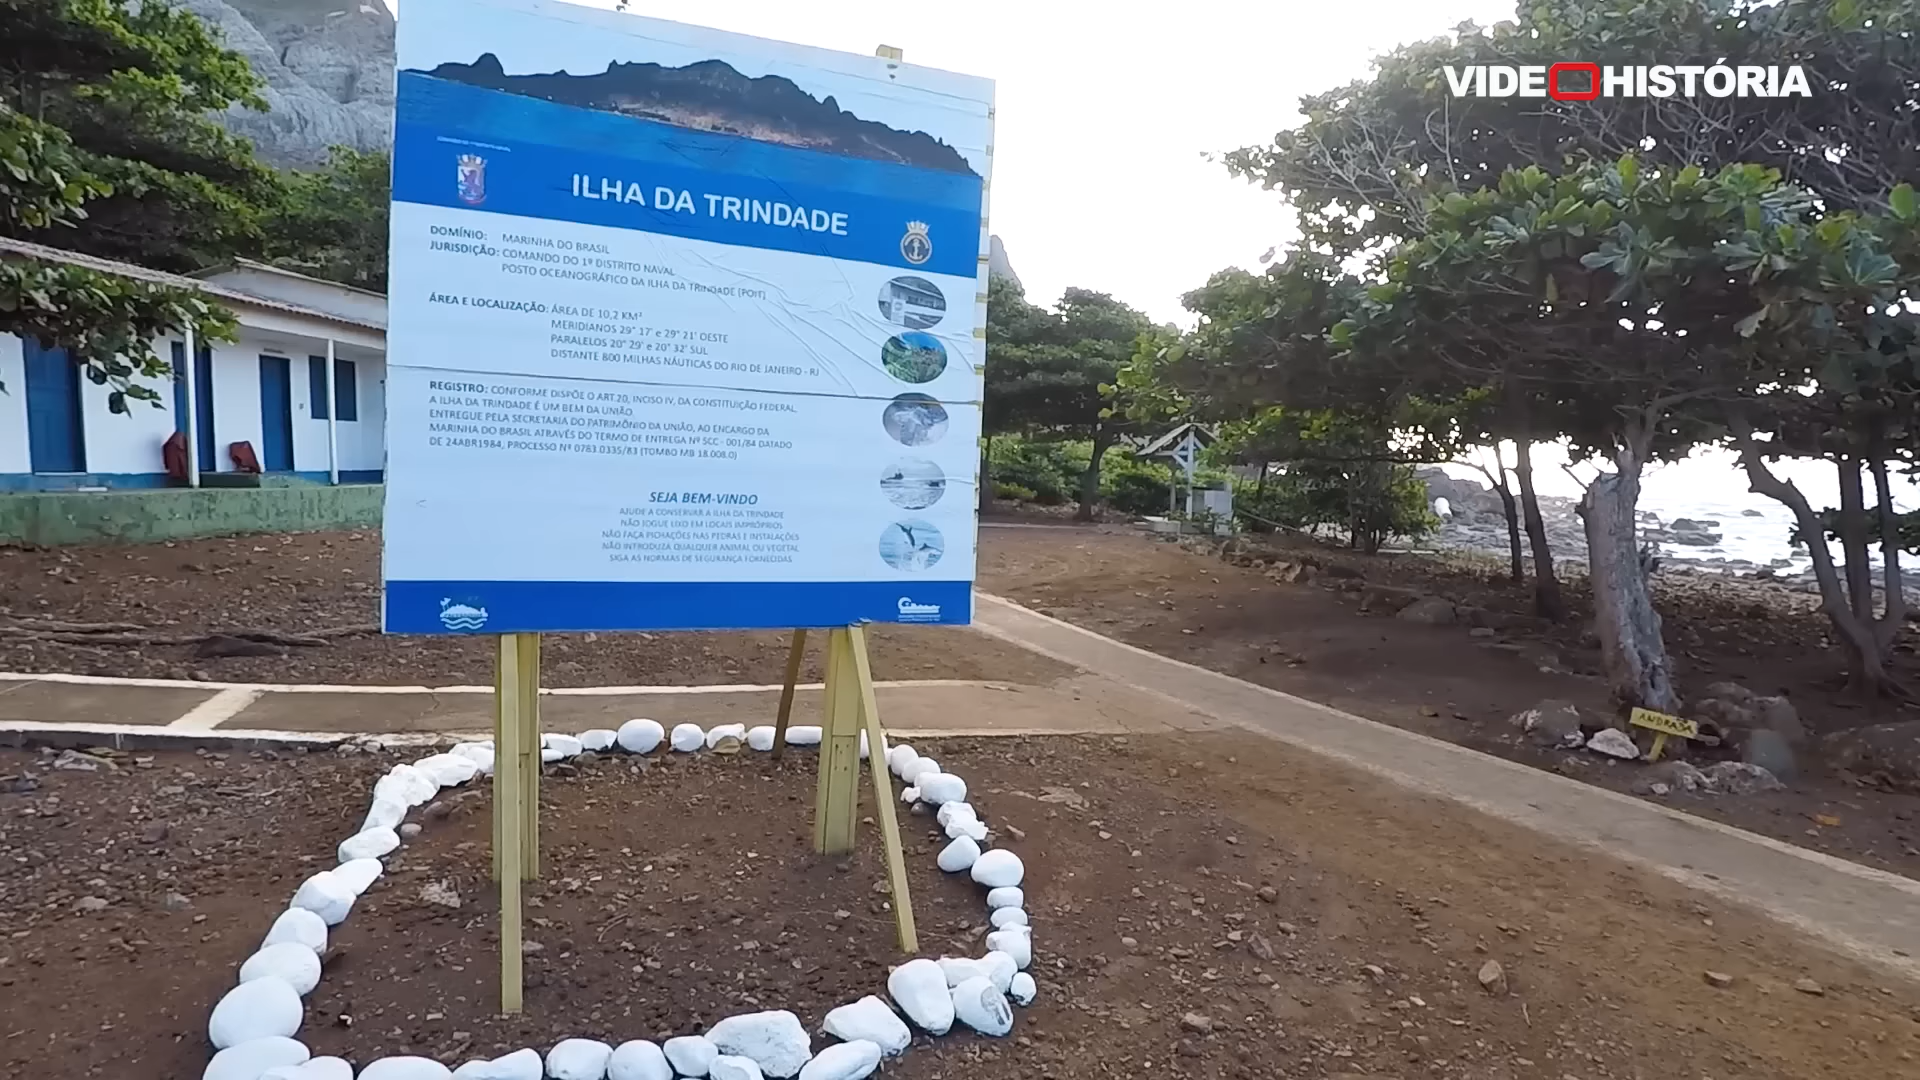 VIDEOHISTÓRIA
ILHA DA TRINDADE
DOMÍNIO: MARINHA DO BRASIL
JURISDIÇÃO: COMANDO DO 1º DISTRITO NAVAL
POSTO OCEANOGRÁFICO DA ILHA DA TRINDADE (POIT)
ÁREA E LOCALIZAÇÃO: ÁREA DE 10,2 KM²
MERIDIANOS 29° 17' e 29° 21' OESTE
PARALELOS 20° 29' e 20° 32' SUL
DISTANTE 800 MILHAS NÁUTICAS DO RIO DE JANEIRO - RJ
REGISTRO: CONFORME DISPÕE O ART.20, INCISO IV, DA CONSTITUIÇÃO FEDERAL,
A ILHA DA TRINDADE É UM BEM DA UNIÃO.
ENTREGUE PELA SECRETARIA DO PATRIMÔNIO DA UNIÃO, AO ENCARGO DA
MARINHA DO BRASIL ATRAVÉS DO TERMO DE ENTREGA Nº SCC - 001/84 DATADO
DE 24ABR1984, PROCESSO Nº 0783.0335/83 (TOMBO MB 18.008.0)
SEJA BEM-VINDO
AJUDE A CONSERVAR A ILHA DA TRINDADE
NÃO JOGUE LIXO EM LOCAIS IMPRÓPRIOS
NÃO FAÇA PICHAÇÕES NAS PEDRAS E INSTALAÇÕES
NÃO INTRODUZA QUALQUER ANIMAL OU VEGETAL
SIGA AS NORMAS DE SEGURANÇA FORNECIDAS